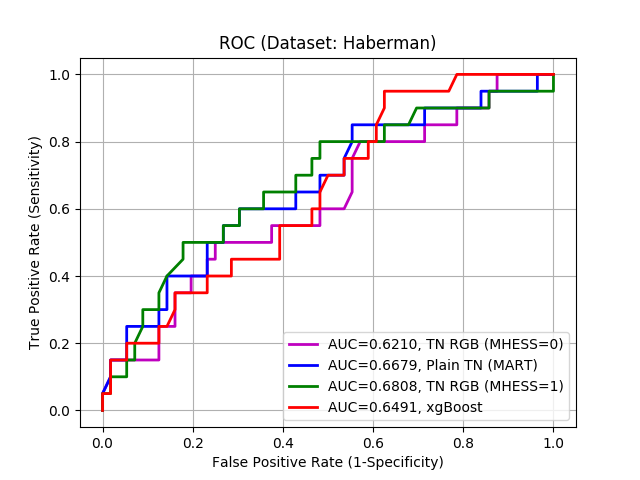 ROC (Dataset: Haberman)
True Positive Rate (Sensitivity)
1.0
0.8
0.6
0.4
0.2
0.0
AUC=0.6210, TN RGB (MHESS=0)
AUC=0.6679, Plain TN (MART)
AUC=0.6808, TN RGB (MHESS=1)
AUC=0.6491, xgBoost
0.0 0.2 0.4 0.6 0.8 1.0
False Positive Rate (1-Specificity)